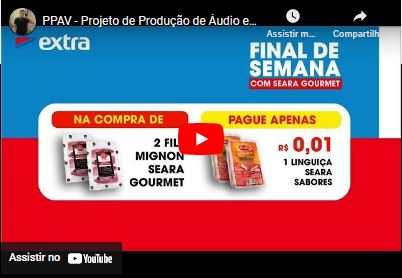 PPAV - Projeto de Produção de Áudio e...
Assistir m... Compartilh
extra
FINAL DE
SEMANA
COM SEARA GOURMET
NA COMPRA DE
2 FIL
MIGNON
SEARA
GOURMET
PAGUE APENAS
R$ 0,01
1 LINGUIÇA
SEARA
SABORES
Assistir no YouTube